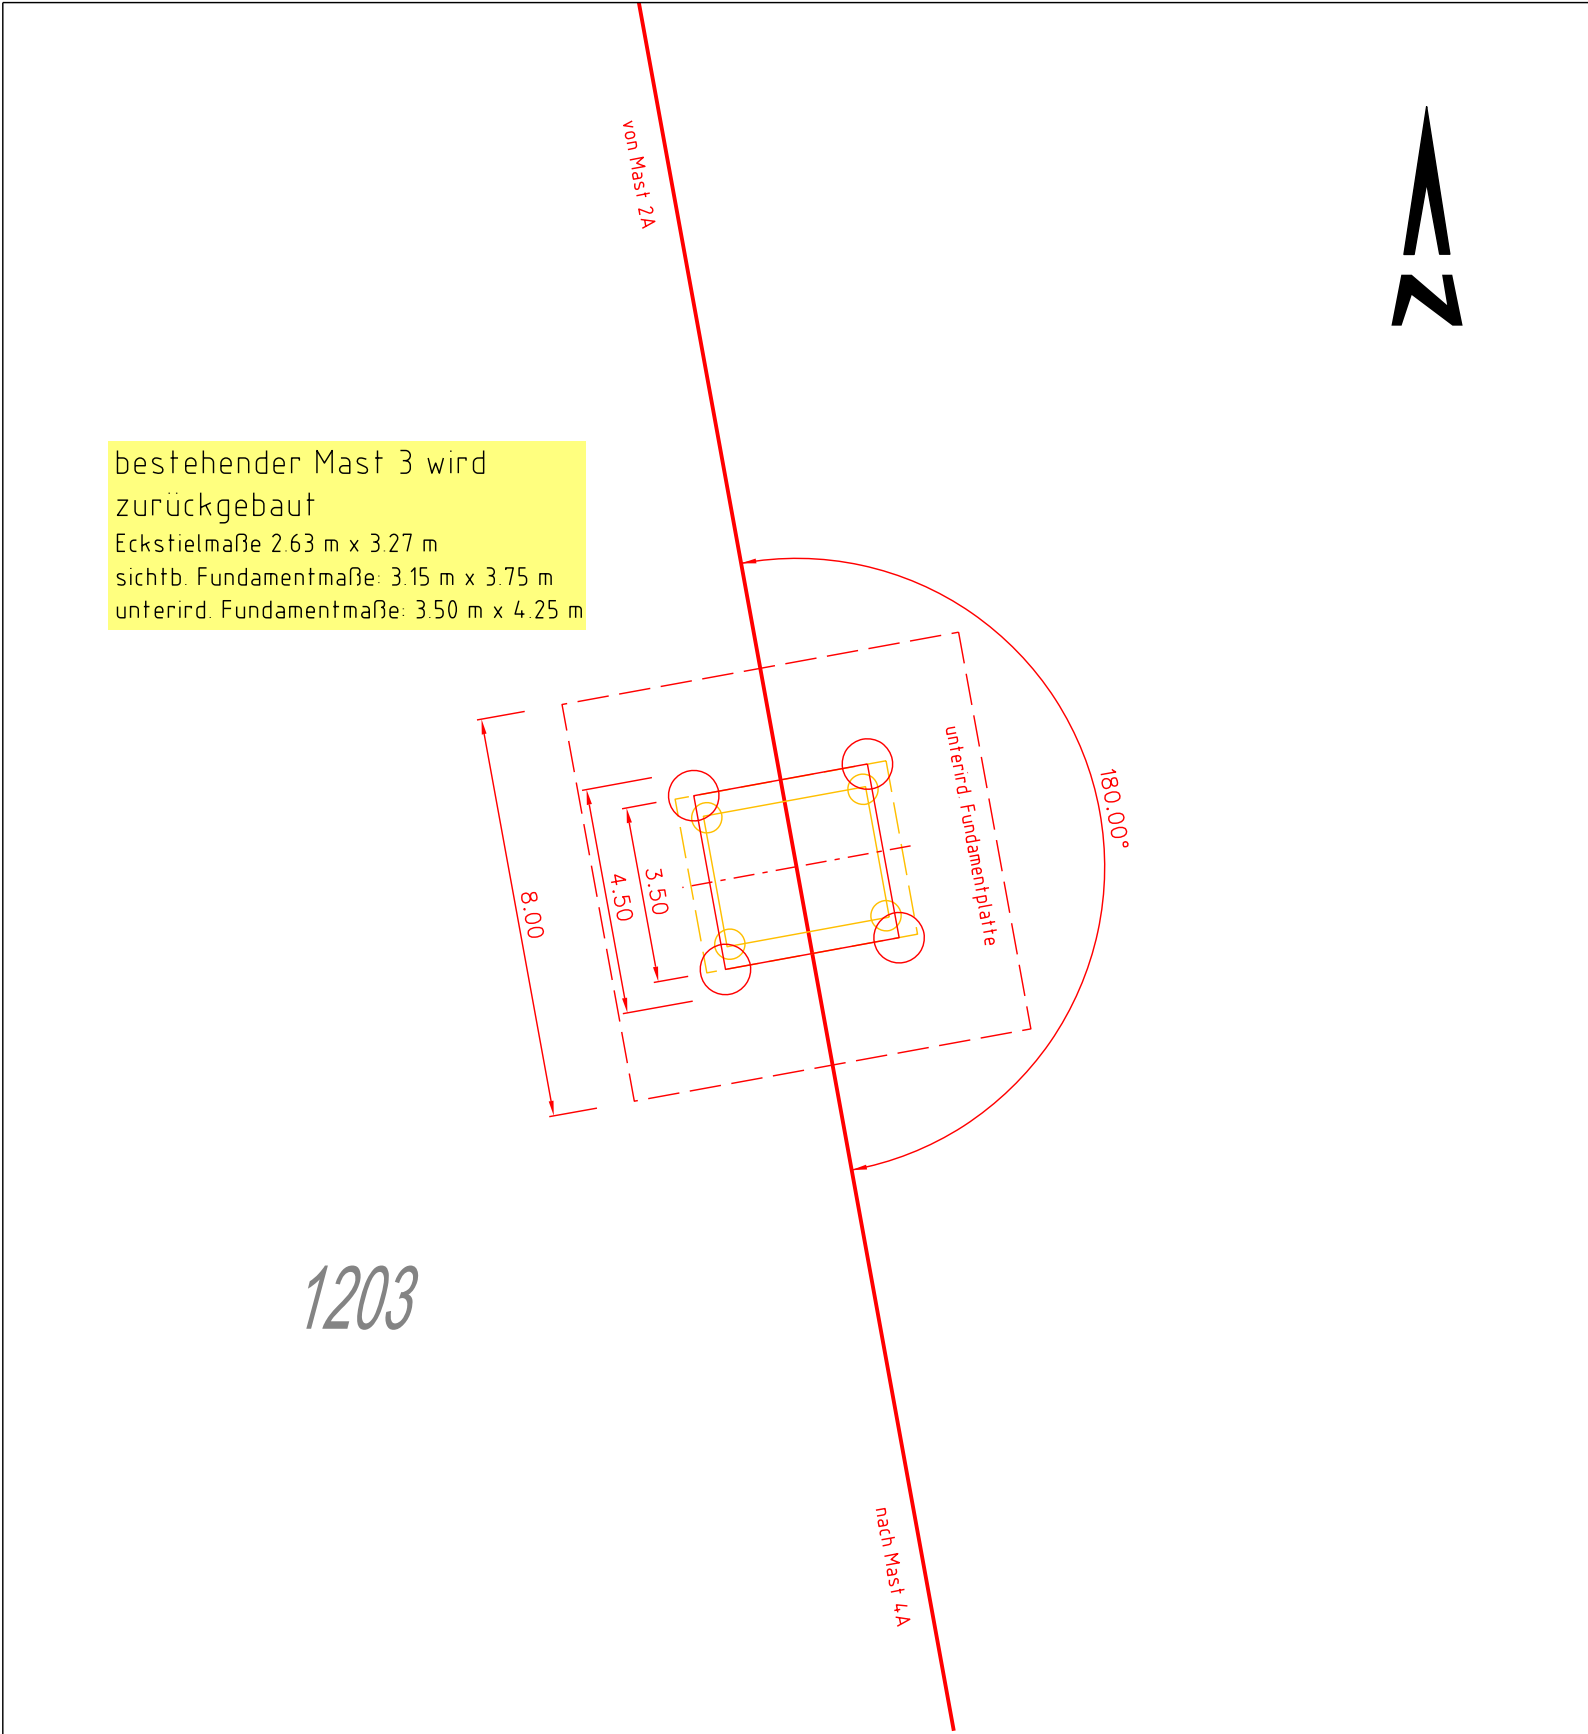 von Mast 2A
N
bestehender Mast 3 wird
zurückgebaut
Eckstielmaße 2.63 m x 3.27 m
sichtb. Fundamentmaße: 3.15 m x 3.75 m
unterird. Fundamentmaße: 3.50 m x 4.25 m
unterird. Fundamentplatte
180.00°
3.50
4.50
8.00
1203
nach Mast 4A